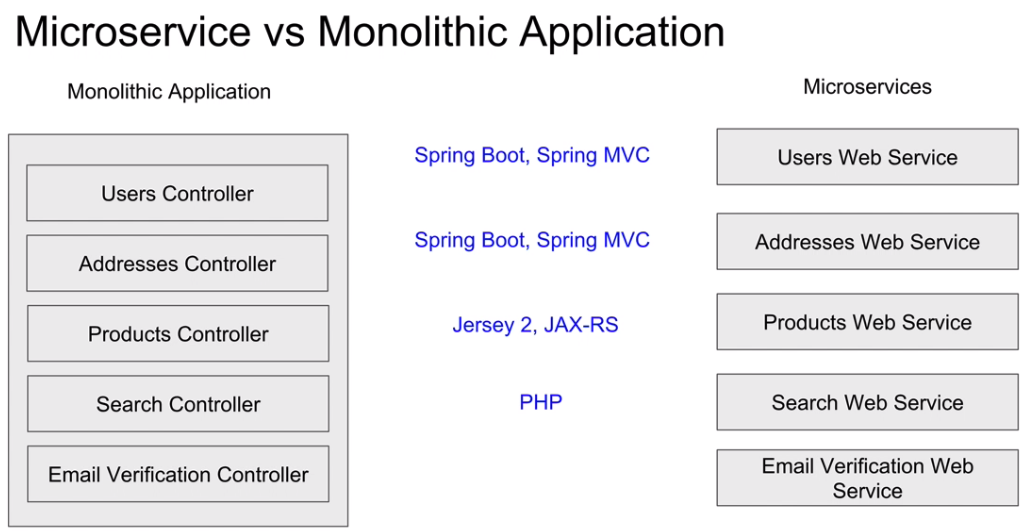 Microservice vs Monolithic Application
Monolithic Application
Users Controller
Addresses Controller
Products Controller
Search Controller
Email Verification Controller
Spring Boot, Spring MVC
Spring Boot, Spring MVC
Jersey 2, JAX-RS
PHP
Microservices
Users Web Service
Addresses Web Service
Products Web Service
Search Web Service
Email Verification Web
Service